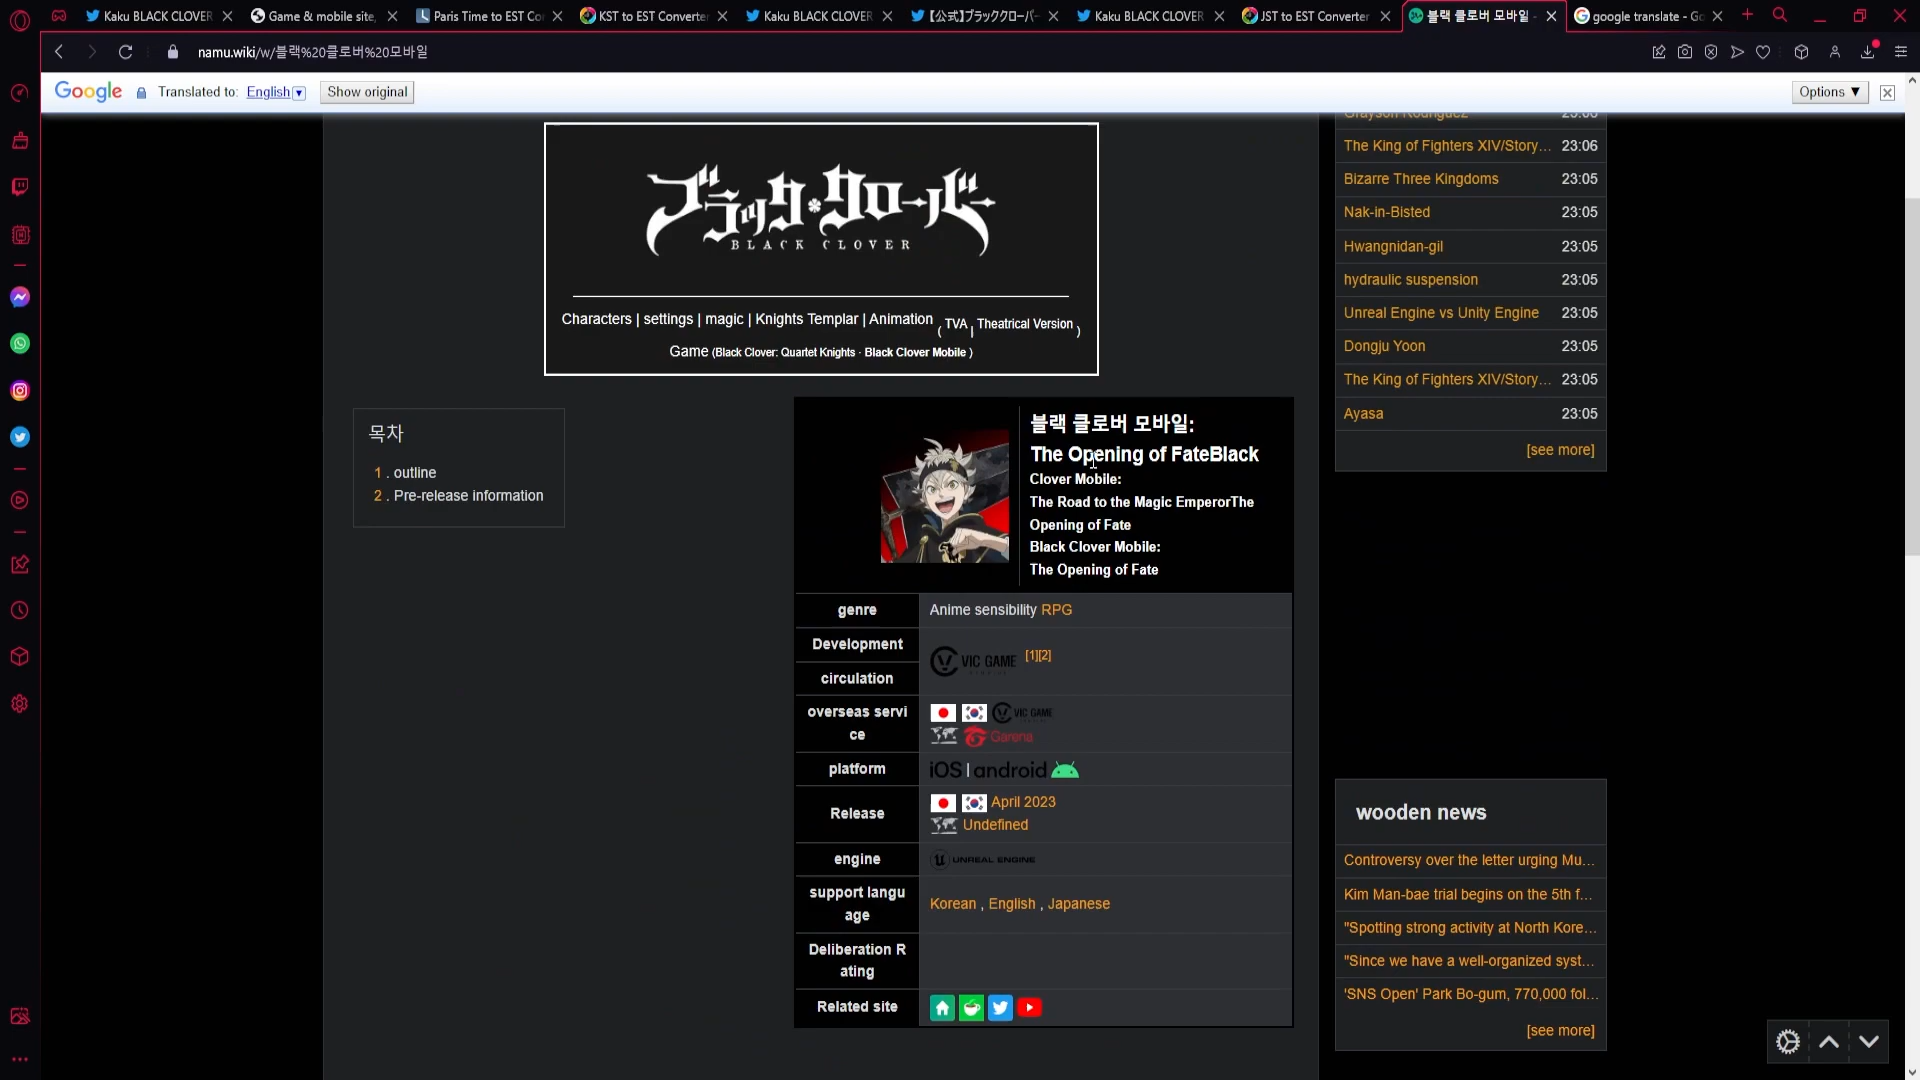 Kaku BLACK CLOVER
Game & mobile site,
Paris Time to EST Co
KST to EST Converte
Kaku BLACK CLOVER
【公式】ブラッククローバー
Kaku BLACK CLOVER
JST to EST Converter
블랙 클로버 모바일 -
google translate - Go
namu.wiki/w/블랙%20클로버%20모바일
Google Translated to: English ▼ Show original
Options ▼
ブラック・クローバー
BLACK CLOVER
Characters | settings | magic | Knights Templar | Animation ( TVA | Theatrical Version )
Game (Black Clover: Quartet Knights · Black Clover Mobile )
목차
1 . outline
2 . Pre-release information
블랙 클로버 모바일:
The Opening of FateBlack
Clover Mobile:
The Road to the Magic EmperorThe
Opening of Fate
Black Clover Mobile:
The Opening of Fate
genre
Anime sensibility RPG
Development
circulation
VIC GAME [1][2]
overseas servi
ce
VIC GAME
Garena
platform
iOS | android
Release
April 2023
Undefined
engine
UNREAL ENGINE
support langu
age
Korean , English , Japanese
Deliberation R
ating
Related site
Grayson Rodriguez
The King of Fighters XIV/Story... 23:06
Bizarre Three Kingdoms 23:05
Nak-in-Bisted 23:05
Hwangnidan-gil 23:05
hydraulic suspension 23:05
Unreal Engine vs Unity Engine 23:05
Dongju Yoon 23:05
The King of Fighters XIV/Story... 23:05
Ayasa 23:05
[see more]
wooden news
Controversy over the letter urging Mu...
Kim Man-bae trial begins on the 5th f...
"Spotting strong activity at North Kore...
"Since we have a well-organized syst...
'SNS Open' Park Bo-gum, 770,000 fol...
[see more]